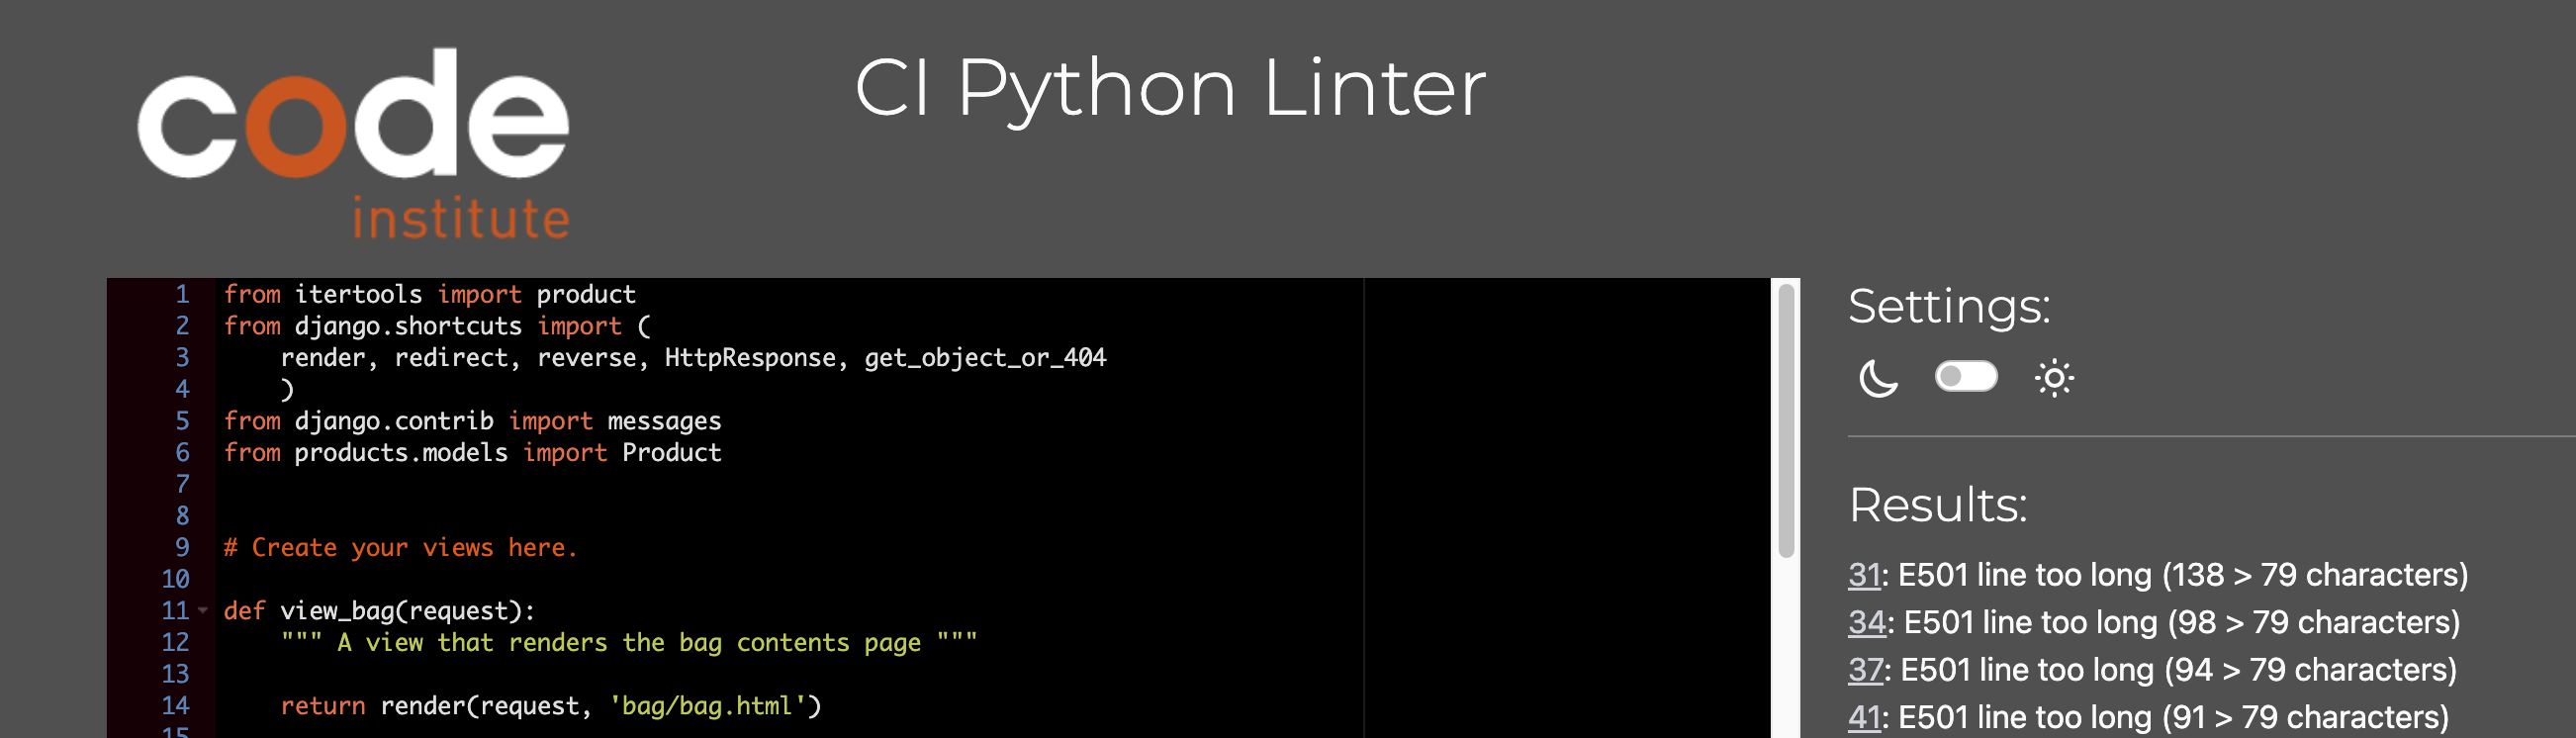 code
institute
CI Python Linter
1 from itertools import product
2 from django.shortcuts import (
3     render, redirect, reverse, HttpResponse, get_object_or_404
4     )
5 from django.contrib import messages
6 from products.models import Product
7
8
9 # Create your views here.
10
11 def view_bag(request):
12     """ A view that renders the bag contents page """
13
14     return render(request, 'bag/bag.html')
15
Settings:
Results:
31: E501 line too long (138 > 79 characters)
34: E501 line too long (98 > 79 characters)
37: E501 line too long (94 > 79 characters)
41: E501 line too long (91 > 79 characters)